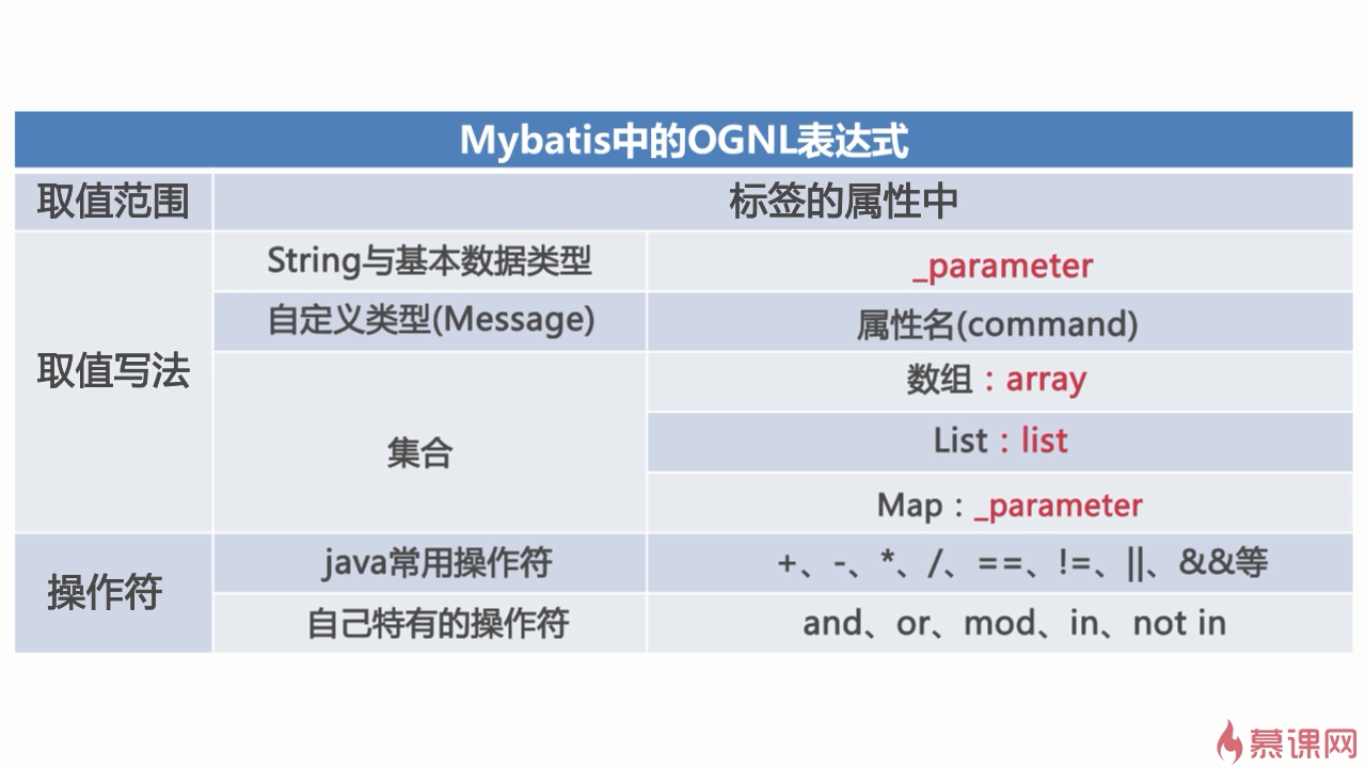 Mybatis中的OGNL表达式
取值范围
标签的属性中
取值写法
String与基本数据类型
_parameter
自定义类型(Message)
属性名(command)
集合
数组：array
List：list
Map：_parameter
操作符
java常用操作符
+、-、*、/、==、!=、||、&&等
自己特有的操作符
and、or、mod、in、not in
慕课网